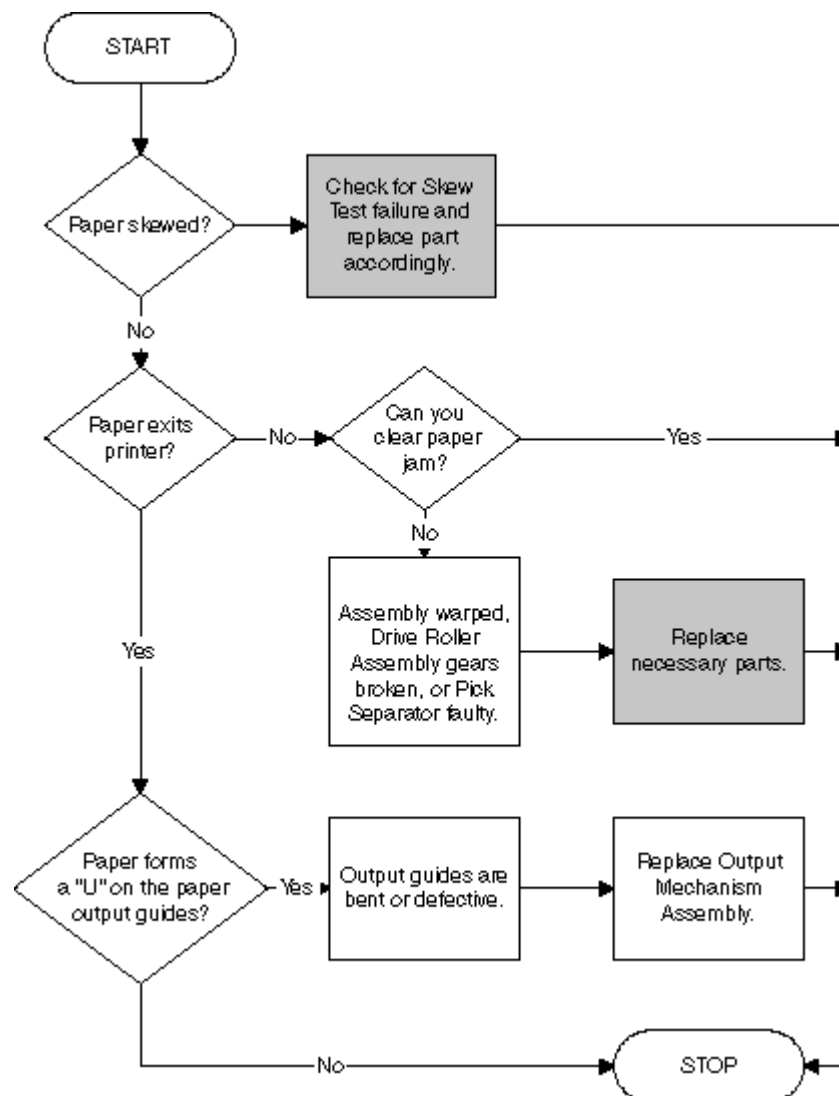 START
Paper skewed?
Check for Skew
Test failure and
replace part
accordingly.
No
Paper exits
printer?
No
Can you
clear paper
jam?
Yes
No
Assembly warped,
Drive Roller
Assembly gears
broken, or Pick
Separator faulty.
Replace
necessary parts.
Yes
Paper forms
a "U" on the paper
output guides?
Yes
Output guides are
bent or defective.
Replace Output
Mechanism
Assembly.
No
STOP